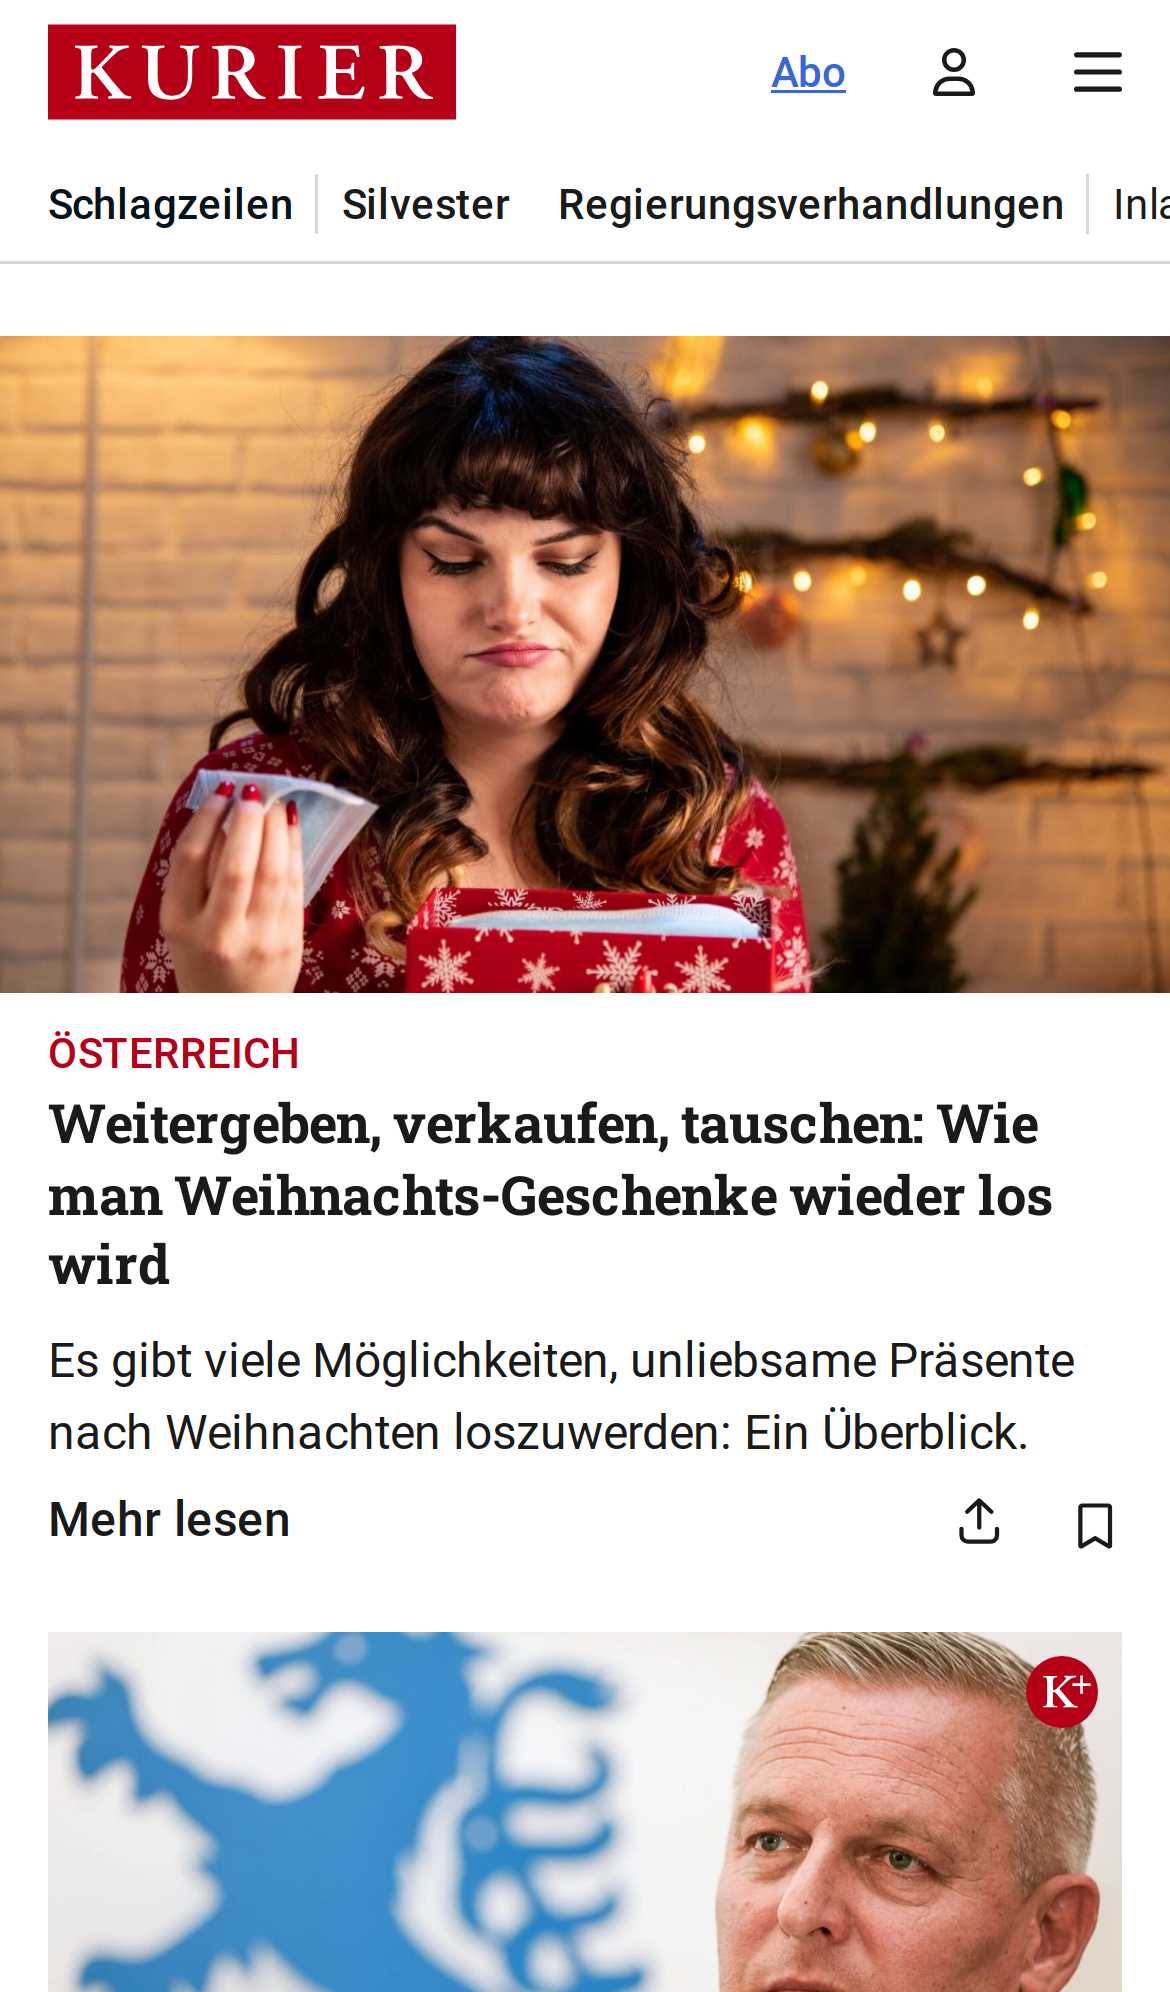 KURIER
Abo
Schlagzeilen Silvester Regierungsverhandlungen Inla
ÖSTERREICH
Weitergeben, verkaufen, tauschen: Wie
man Weihnachts-Geschenke wieder los
wird
Es gibt viele Möglichkeiten, unliebsame Präsente
nach Weihnachten loszuwerden: Ein Überblick.
Mehr lesen
K+